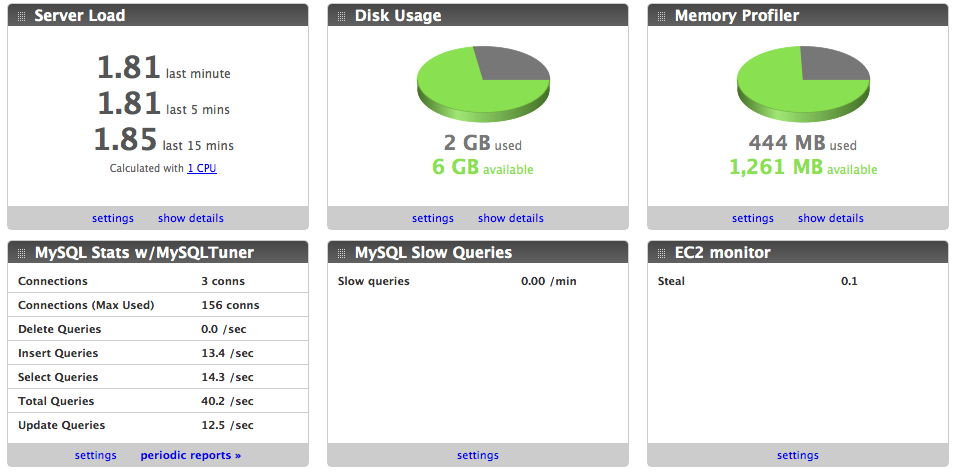 Server Load
1.81 last minute
1.81 last 5 mins
1.85 last 15 mins
Calculated with 1 CPU
settings show details
Disk Usage
2 GB used
6 GB available
settings show details
Memory Profiler
444 MB used
1,261 MB available
settings show details
MySQL Stats w/MySQLTuner
Connections 3 conns
Connections (Max Used) 156 conns
Delete Queries 0.0 /sec
Insert Queries 13.4 /sec
Select Queries 14.3 /sec
Total Queries 40.2 /sec
Update Queries 12.5 /sec
settings periodic reports »
MySQL Slow Queries
Slow queries 0.00 /min
settings
EC2 monitor
Steal 0.1
settings